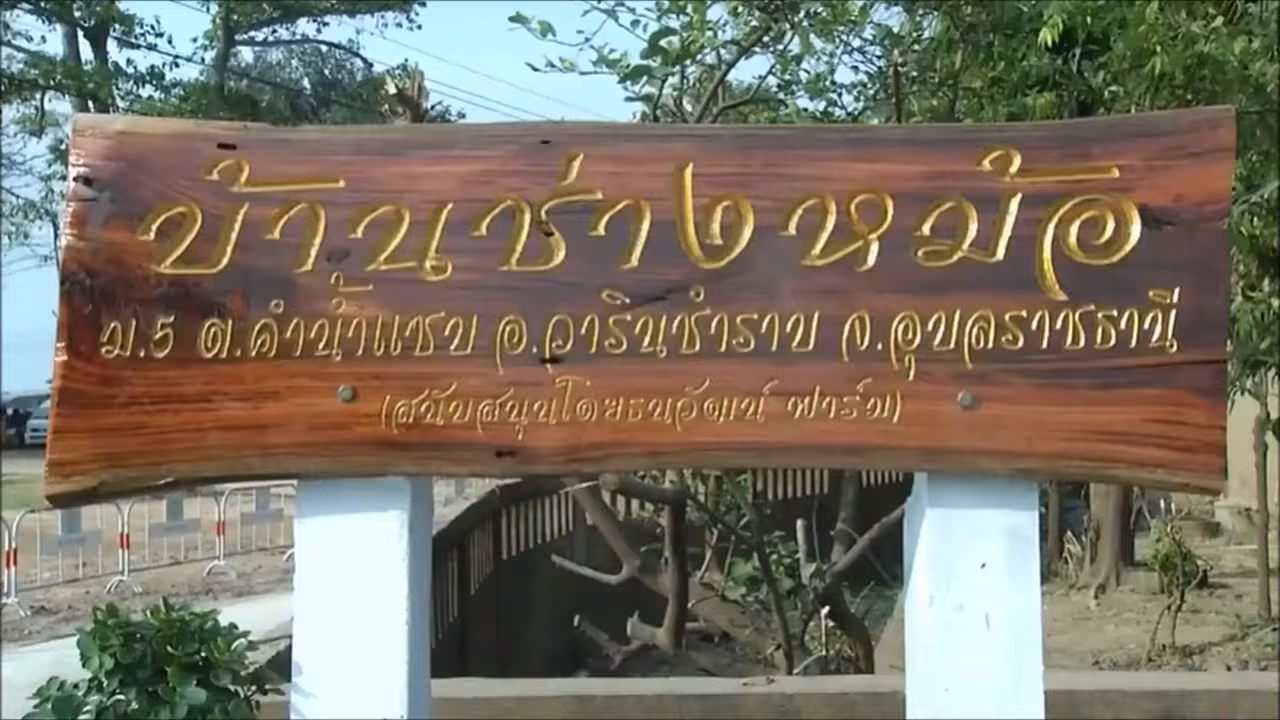 บ้านช่างหม้อ
ม.5 ต.คำน้ำแซบ อ.วารินชำราบ จ.อุบลราชธานี
(สนับสนุนโดยธนวัฒน์ ฟาร์ม)